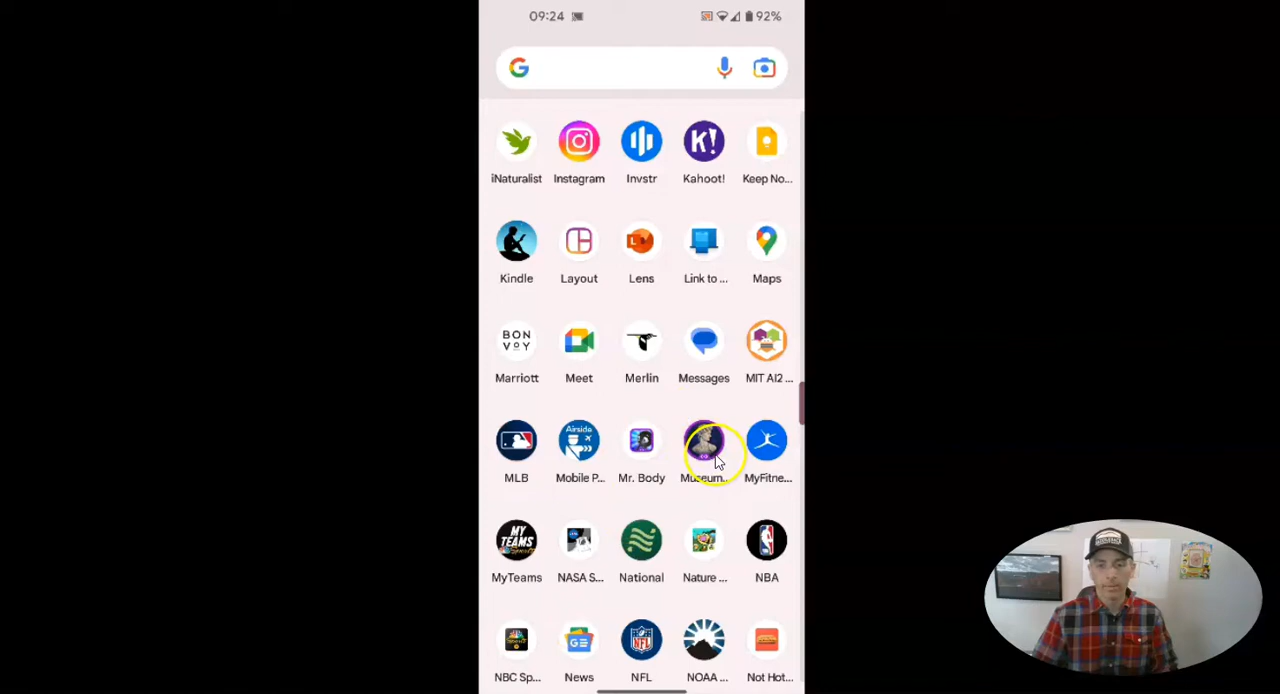 09:24 92%
G
iNaturalist Instagram Invstr K! Kahoot! Keep No...
Kindle Layout L Lens Link to ... Maps
BON VOY Marriott Meet Merlin Messages MIT AI2 ...
MLB Airside Mobile P... Mr. Body Museum... MyFitne...
MY TEAMS MyTeams NASA S... National Nature ... NBA
NBC Sp... GE News NFL NOAA ... Not Hot...